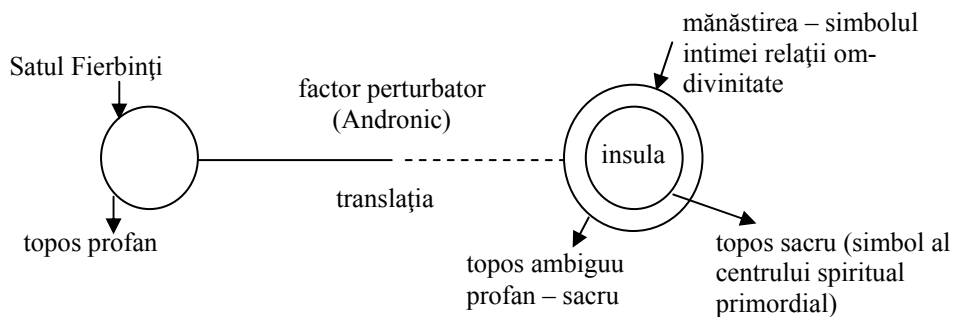 Satul Fierbinţi
topos profan
factor perturbator
(Andronic)
translaţia
mănăstirea – simbolul
intimei relaţii om-
divinitate
insula
topos ambiguu
profan – sacru
topos sacru (simbol al
centrului spiritual
primordial)